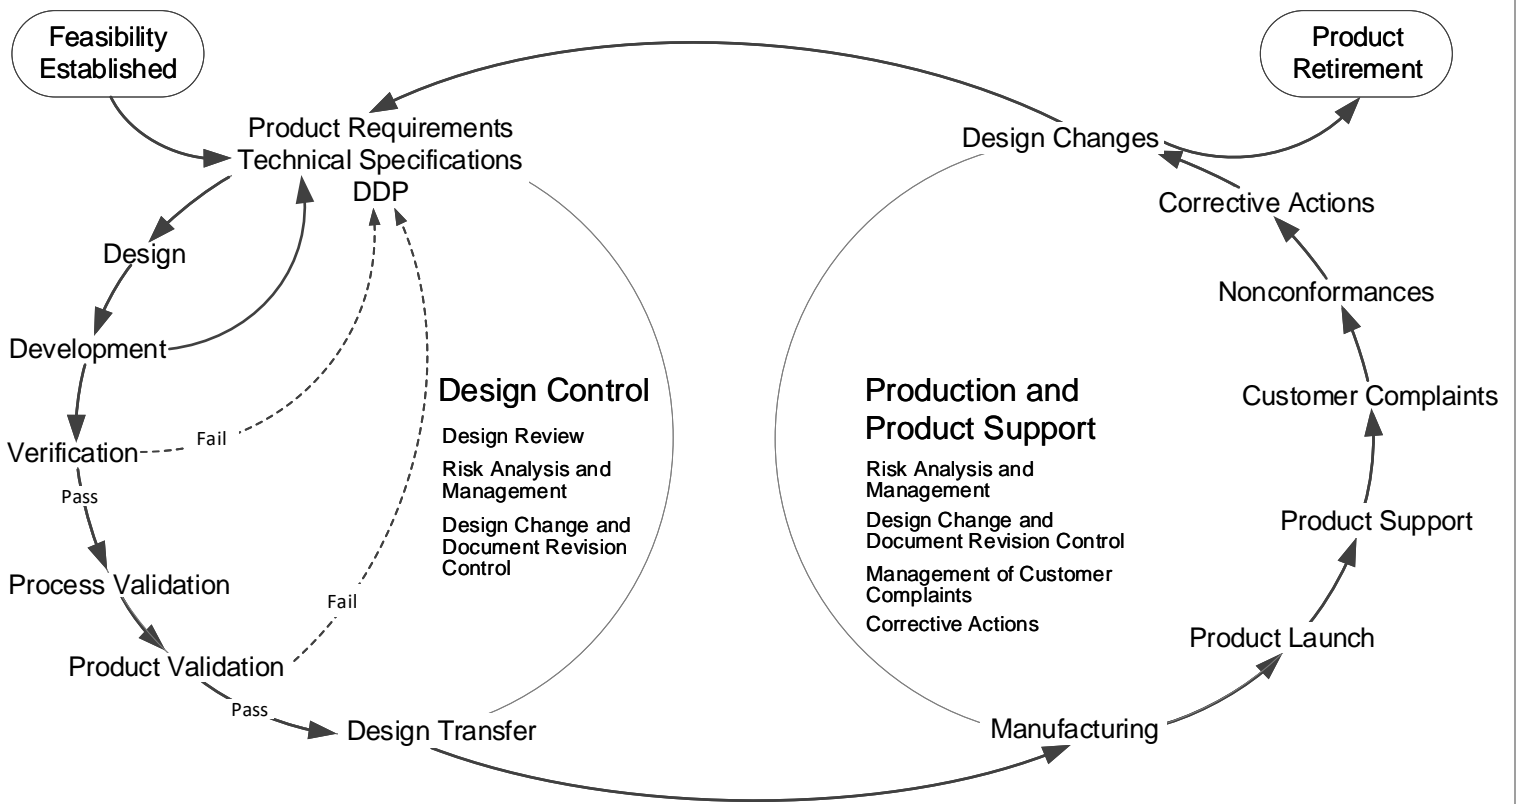 Feasibility
Established
Product Requirements
Technical Specifications
DDP
Design
Development
Verification
Fail
Pass
Process Validation
Fail
Product Validation
Pass
Design Transfer
Design Control
Design Review
Risk Analysis and
Management
Design Change and
Document Revision
Control
Production and
Product Support
Risk Analysis and
Management
Design Change and
Document Revision Control
Management of Customer
Complaints
Corrective Actions
Manufacturing
Product Launch
Product Support
Customer Complaints
Nonconformances
Corrective Actions
Design Changes
Product
Retirement